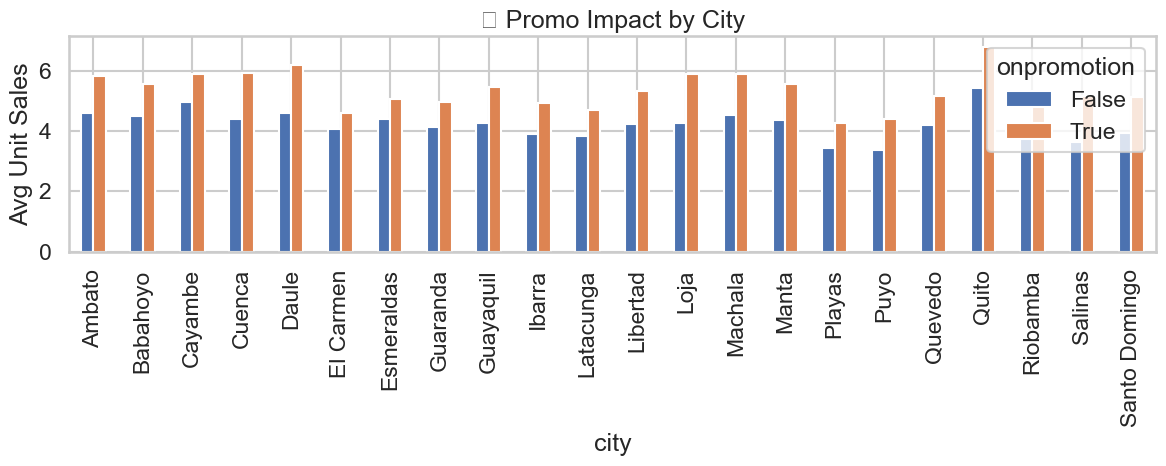 Promo Impact by City
Avg Unit Sales
6
4
2
0
onpromotion
False
True
Ambato
Babahoyo
Cayambe
Cuenca
Daule
El Carmen
Esmeraldas
Guaranda
Guayaquil
Ibarra
Latacunga
Libertad
Loja
Machala
Manta
Playas
Puyo
Quevedo
Quito
Riobamba
Salinas
Santo Domingo
city